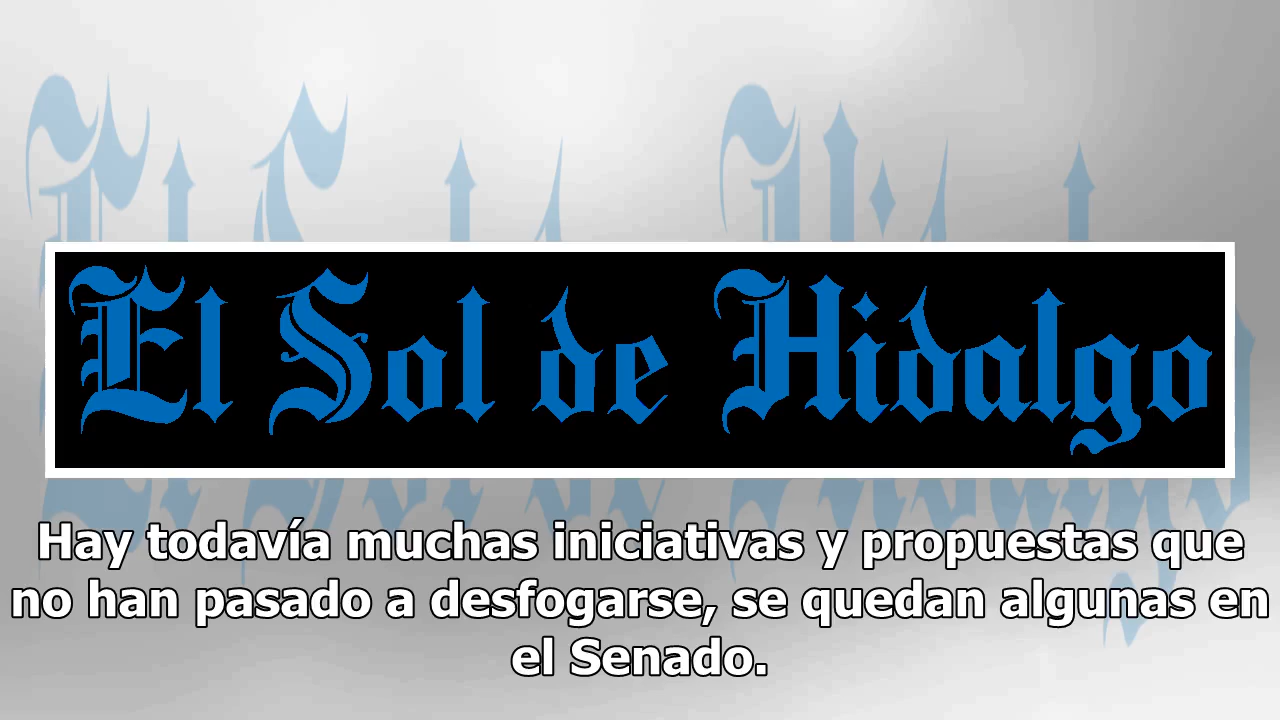 El Sol de Hidalgo
Hay todavía muchas iniciativas y propuestas que
no han pasado a desfogarse, se quedan algunas en
el Senado.